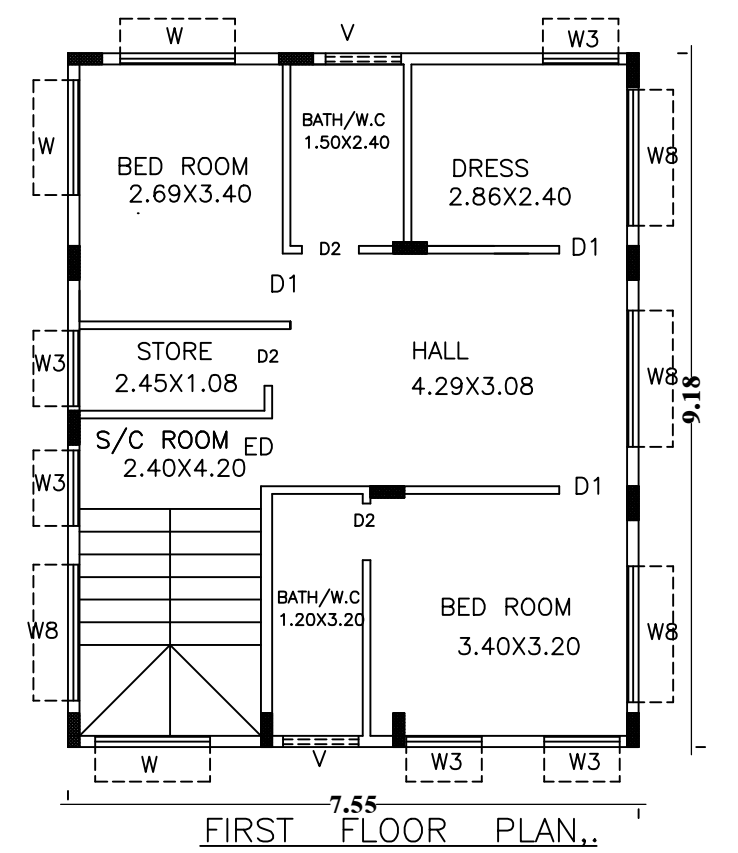 W
V
W3
W
BATH/W.C
1.50X2.40
BED ROOM
2.69X3.40
DRESS
2.86X2.40
W8
D2
D1
D1
W3
STORE
2.45X1.08
D2
HALL
4.29X3.08
W8
9.18
S/C ROOM
ED
2.40X4.20
W3
D1
D2
BATH/W.C
1.20X3.20
BED ROOM
3.40X3.20
W8
W8
W
V
W3
W3
7.55
FIRST FLOOR PLAN,.